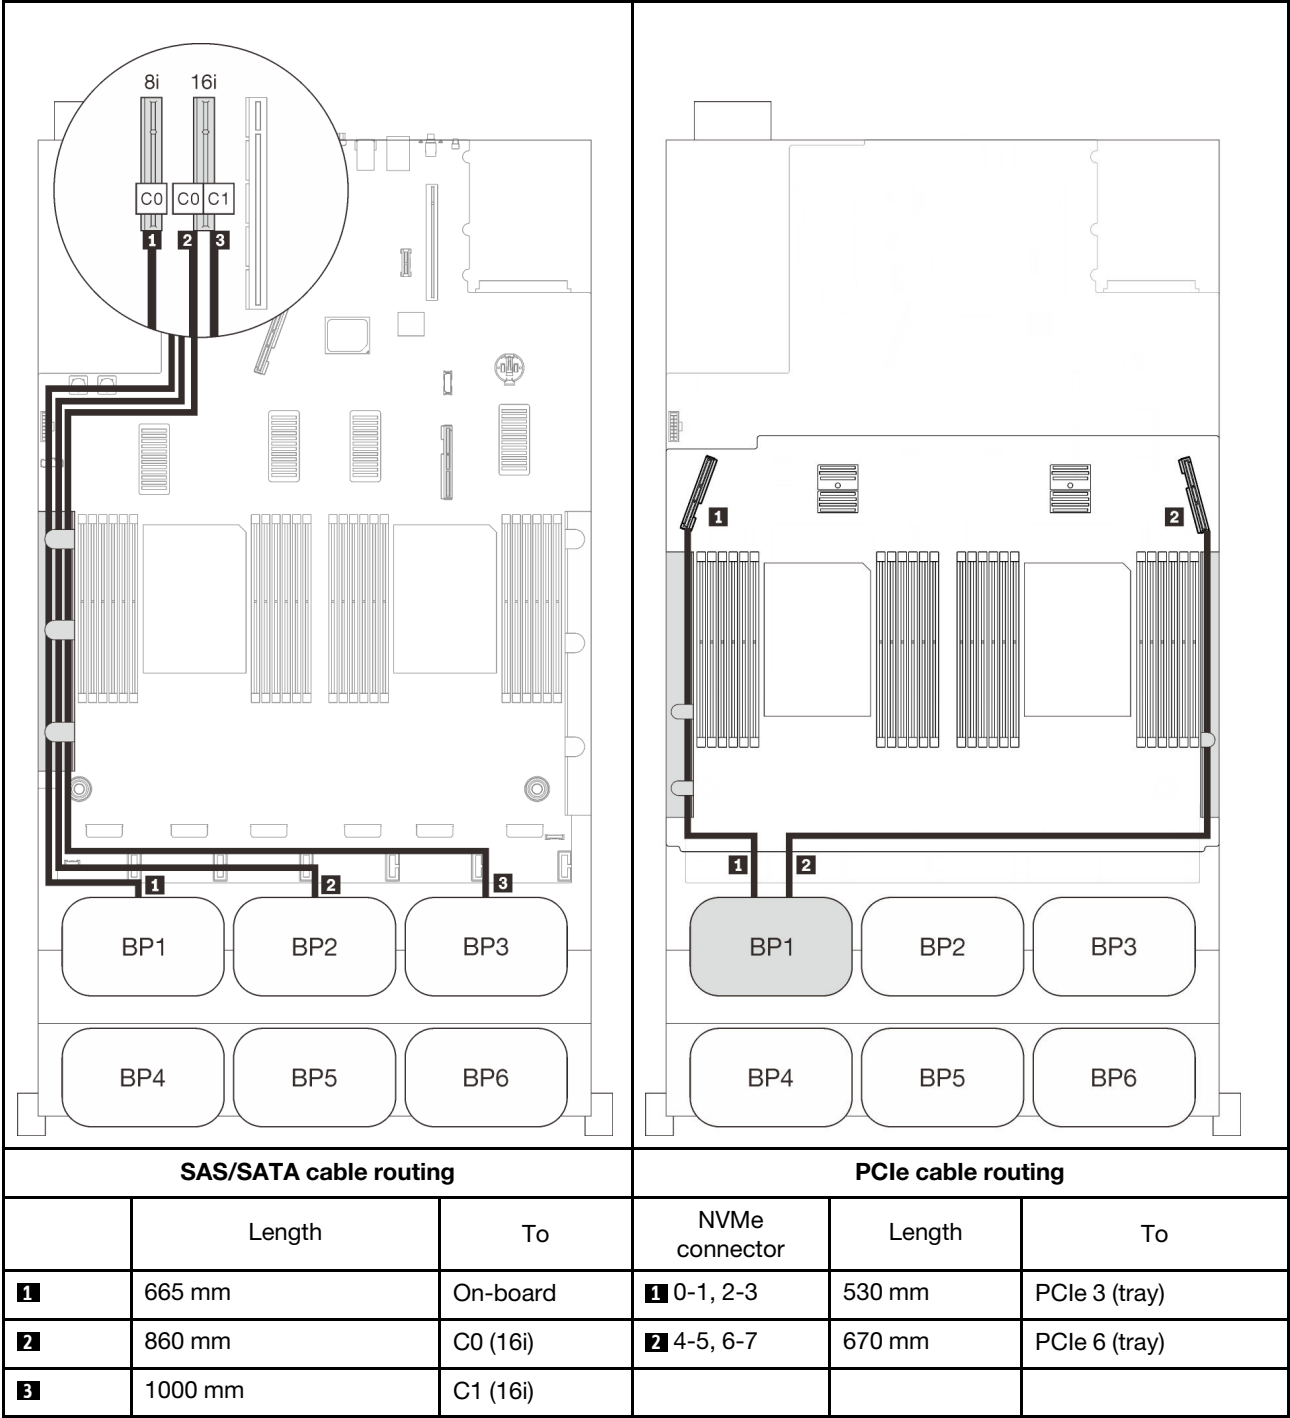 8i 16i
C0 C0 C1
1 2 3
1 2 3
BP1 BP2 BP3
BP4 BP5 BP6
1 2
1 2
BP1 BP2 BP3
BP4 BP5 BP6
SAS/SATA cable routing PCIe cable routing
Length To NVMe connector Length To
1 665 mm On-board 1 0-1, 2-3 530 mm PCIe 3 (tray)
2 860 mm C0 (16i) 2 4-5, 6-7 670 mm PCIe 6 (tray)
3 1000 mm C1 (16i)